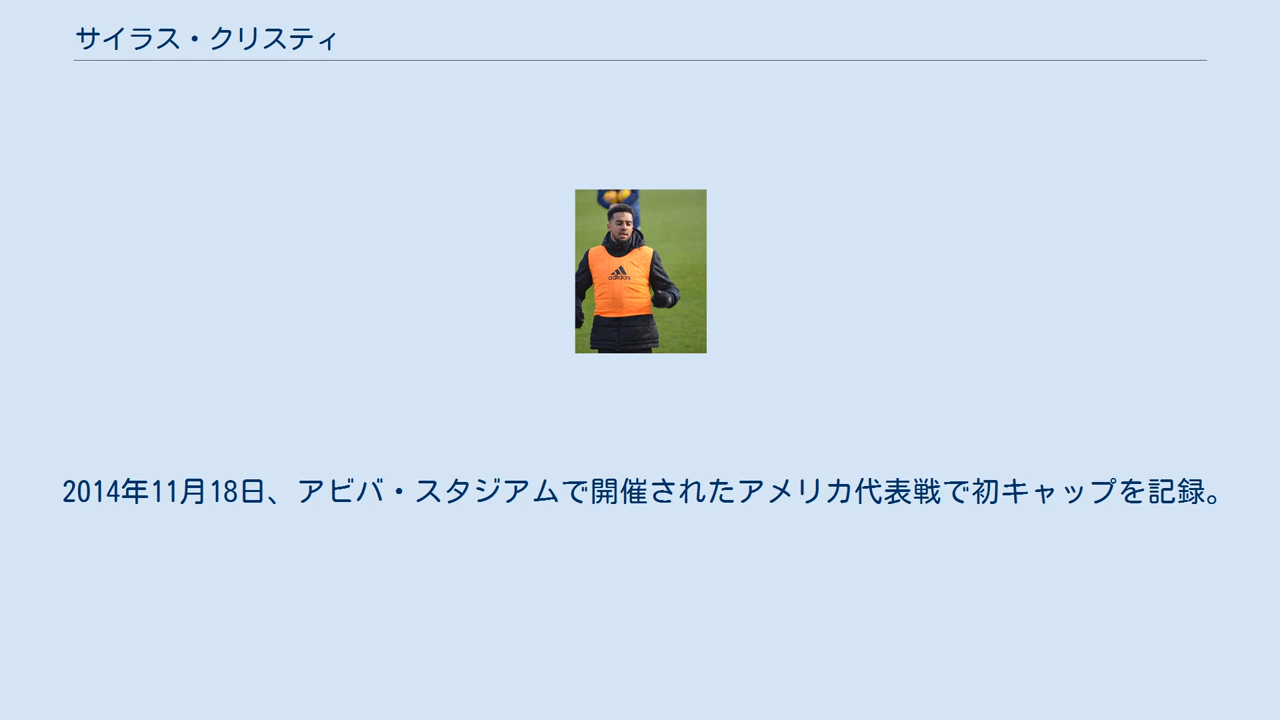 サイラス・クリスティ
adidas
2014年11月18日、アビバ・スタジアムで開催されたアメリカ代表戦で初キャップを記録。